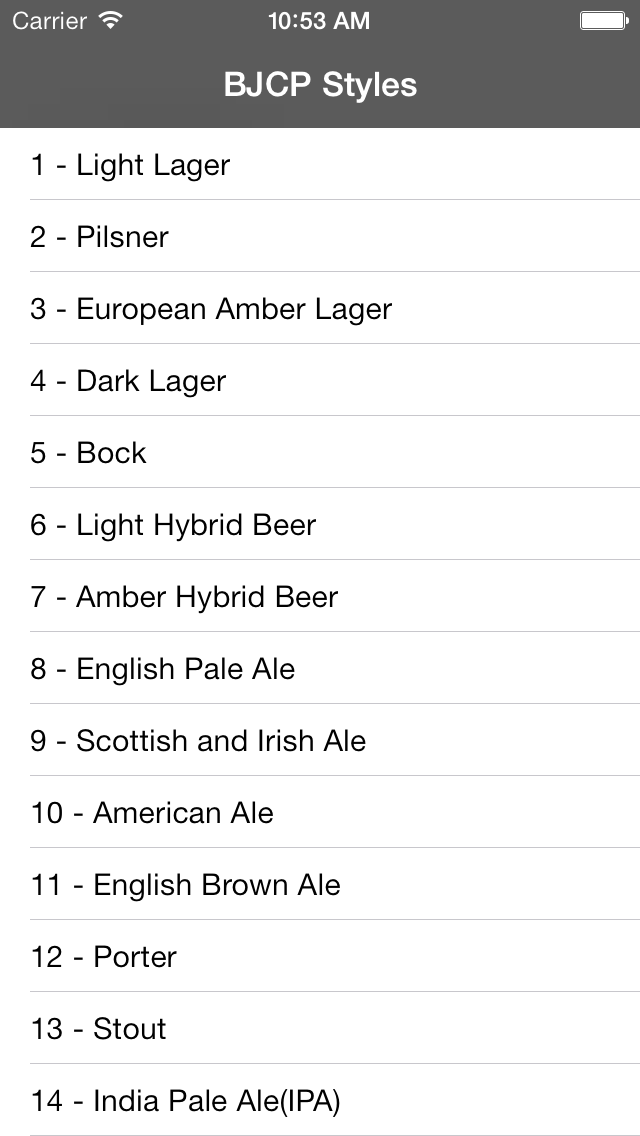 Carrier 10:53 AM
BJCP Styles
1 - Light Lager
2 - Pilsner
3 - European Amber Lager
4 - Dark Lager
5 - Bock
6 - Light Hybrid Beer
7 - Amber Hybrid Beer
8 - English Pale Ale
9 - Scottish and Irish Ale
10 - American Ale
11 - English Brown Ale
12 - Porter
13 - Stout
14 - India Pale Ale(IPA)